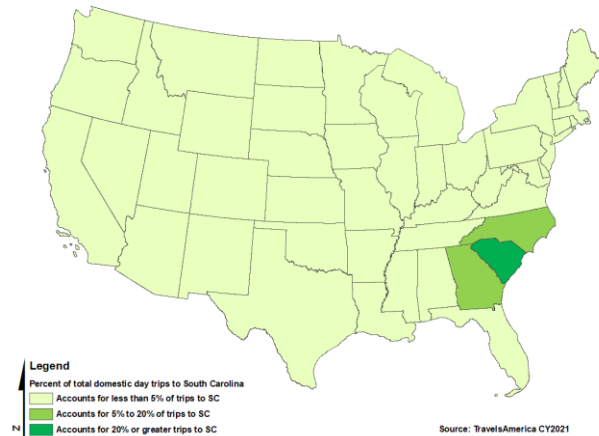 Legend
Percent of total domestic day trips to South Carolina
Accounts for less than 5% of trips to SC
Accounts for 5% to 20% of trips to SC
Accounts for 20% or greater trips to SC
N
Source: TravelsAmerica CY2021